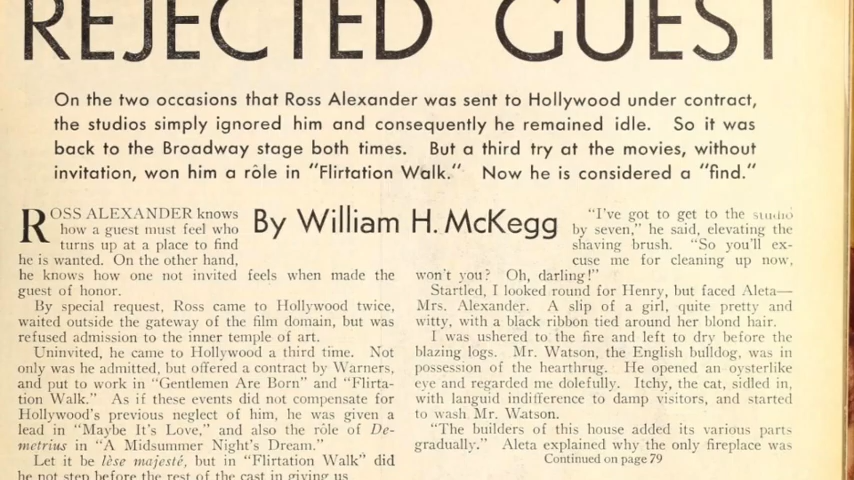 REJECTED GUEST
On the two occasions that Ross Alexander was sent to Hollywood under contract,
the studios simply ignored him and consequently he remained idle. So it was
back to the Broadway stage both times. But a third try at the movies, without
invitation, won him a rôle in "Flirtation Walk." Now he is considered a "find."
By William H. McKegg
ROSS ALEXANDER knows
how a guest must feel who
turns up at a place to find
he is wanted. On the other hand,
he knows how one not invited feels when made the
guest of honor.
By special request, Ross came to Hollywood twice,
waited outside the gateway of the film domain, but was
refused admission to the inner temple of art.
Uninvited, he came to Hollywood a third time. Not
only was he admitted, but offered a contract by Warners,
and put to work in "Gentlemen Are Born" and "Flirta-
tion Walk." As if these events did not compensate for
Hollywood's previous neglect of him, he was given a
lead in "Maybe It's Love," and also the rôle of De-
metrius in "A Midsummer Night's Dream."
Let it be lèse majesté, but in "Flirtation Walk" did
he not step before the rest of the cast in giving us
"I've got to get to the studio
by seven," he said, elevating the
shaving brush. "So you'll ex-
cuse me for cleaning up now,
won't you? Oh, darling!"
Startled, I looked round for Henry, but faced Aleta—
Mrs. Alexander. A slip of a girl, quite pretty and
witty, with a black ribbon tied around her blond hair.
I was ushered to the fire and left to dry before the
blazing logs. Mr. Watson, the English bulldog, was in
possession of the hearthrug. He opened an oysterlike
eye and regarded me dolefully. Itchy, the cat, sidled in,
with languid indifference to damp visitors, and started
to wash Mr. Watson.
"The builders of this house added its various parts
gradually." Aleta explained why the only fireplace was
Continued on page 79